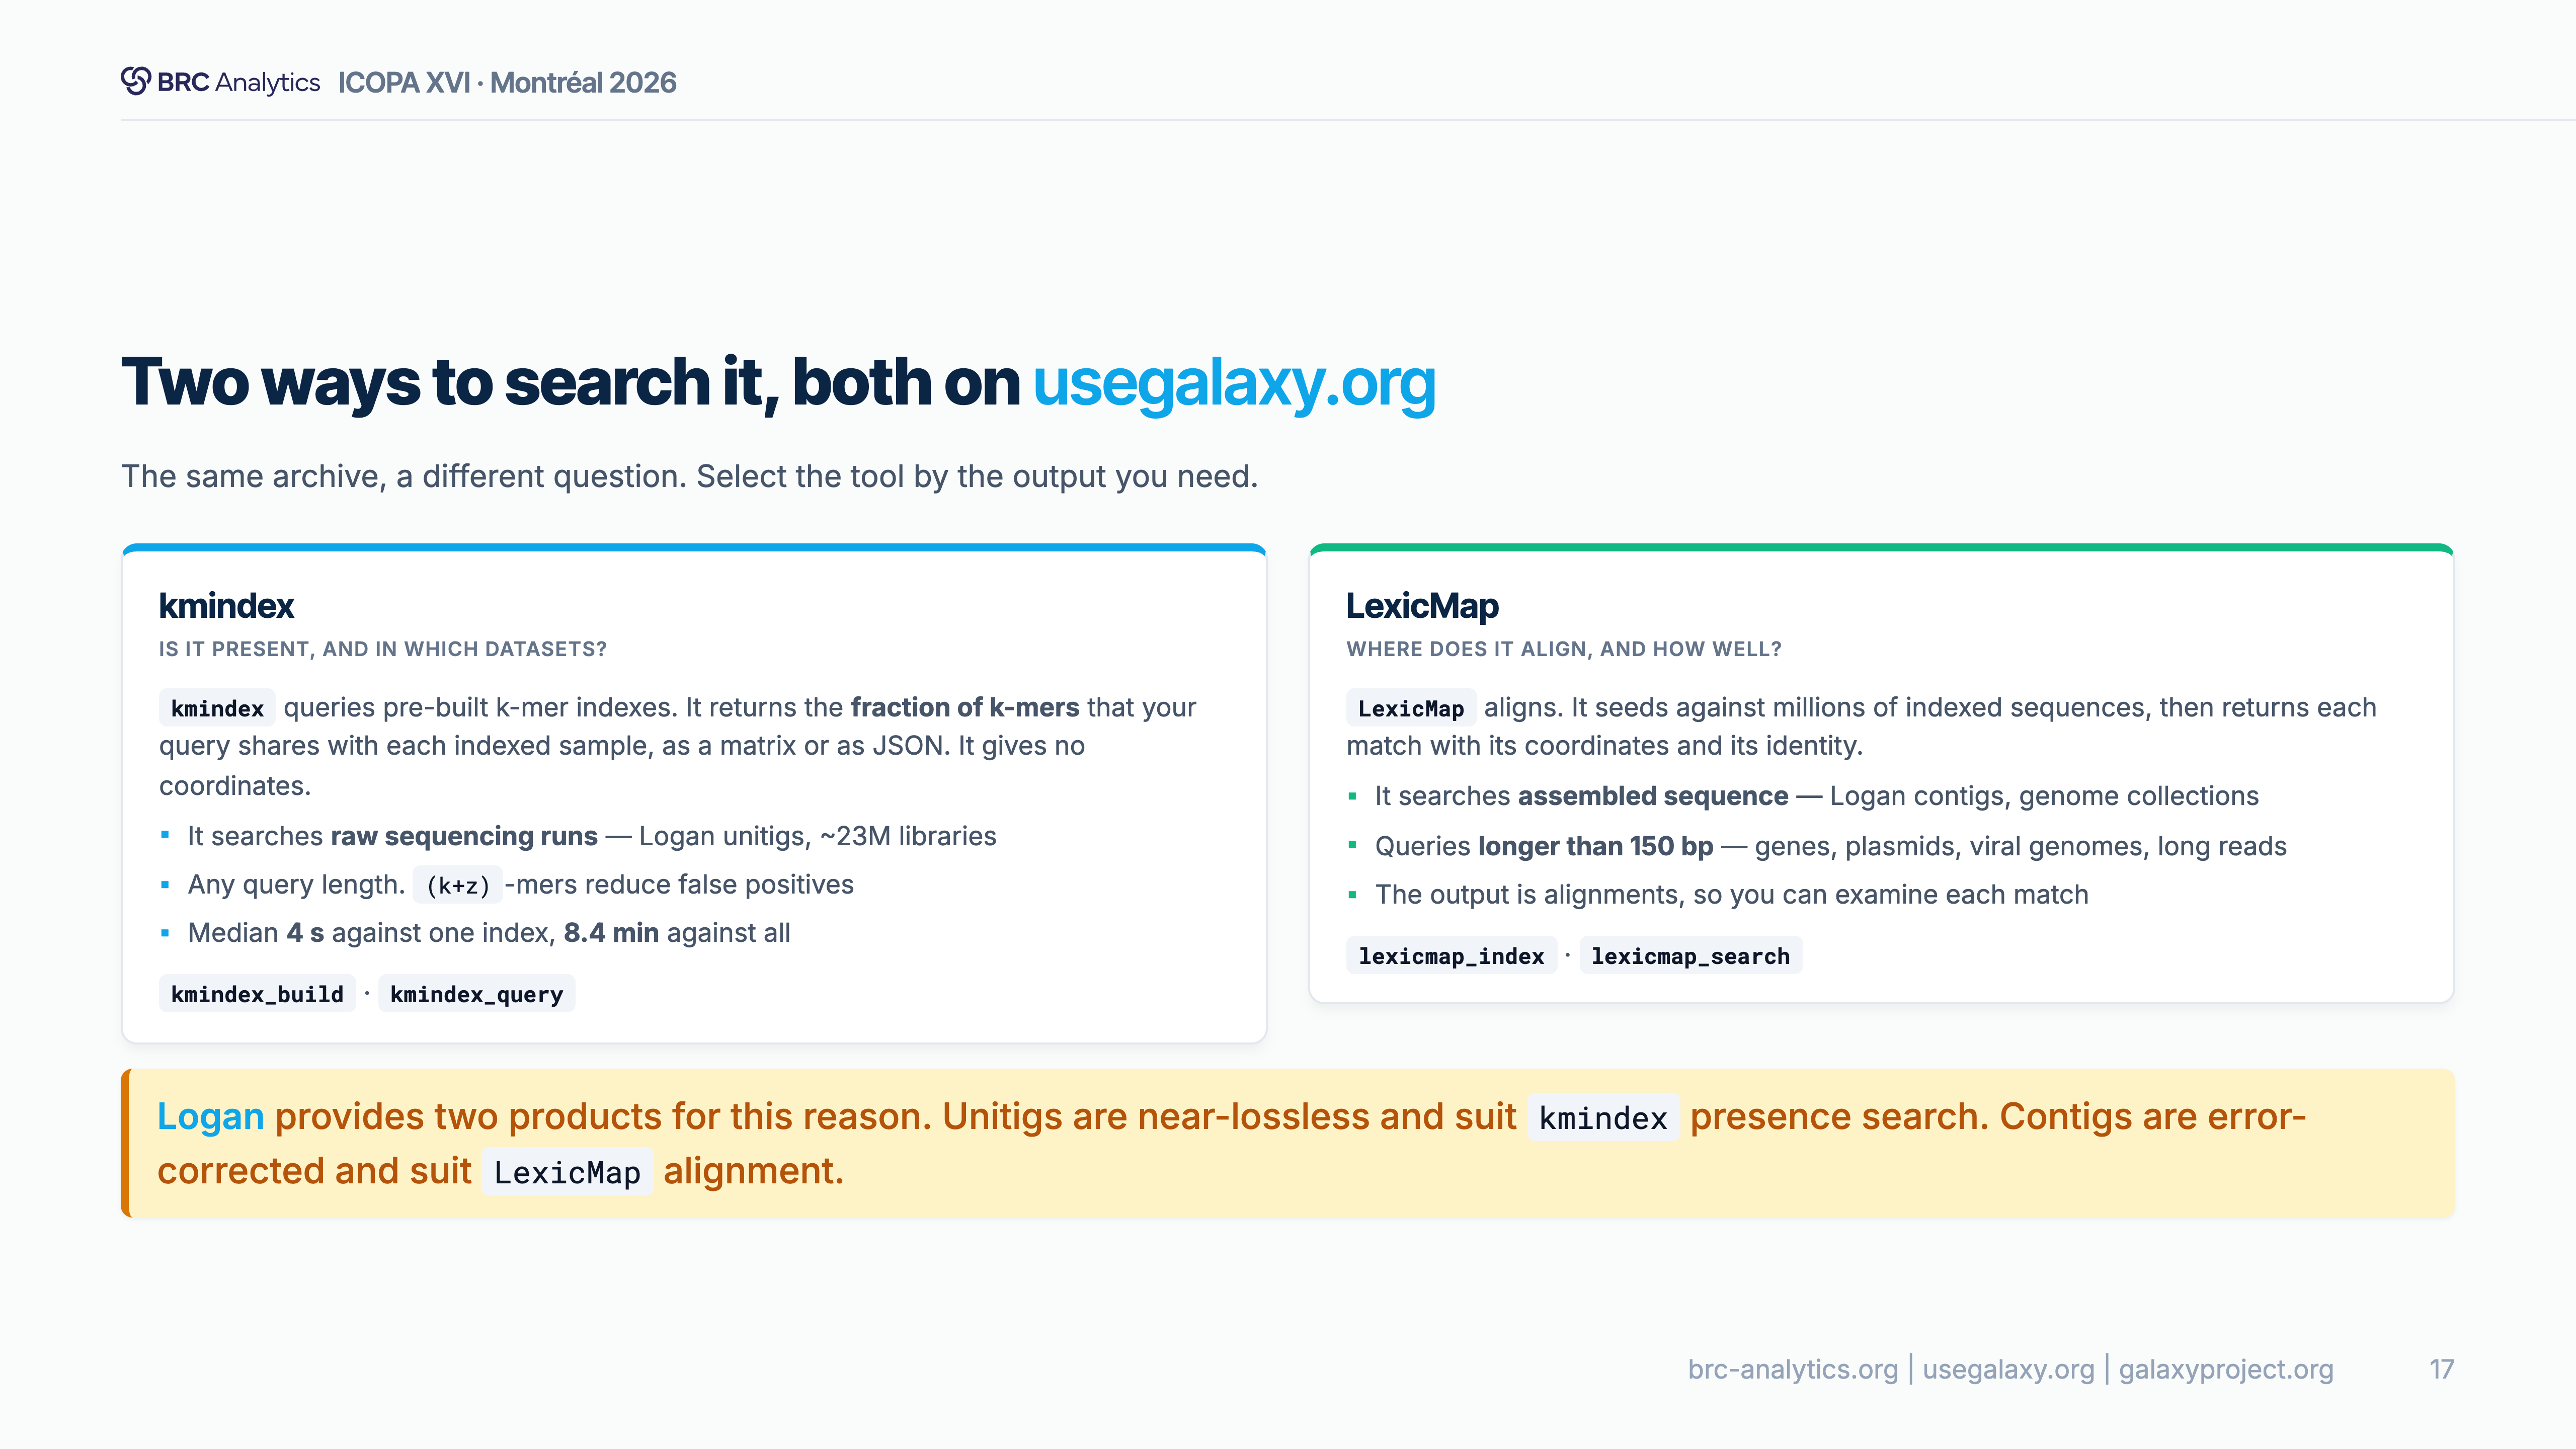 BRC Analytics ICOPA XVI · Montréal 2026
Two ways to search it, both on usegalaxy.org
The same archive, a different question. Select the tool by the output you need.
kmindex
IS IT PRESENT, AND IN WHICH DATASETS?
kmindex queries pre-built k-mer indexes. It returns the fraction of k-mers that your
query shares with each indexed sample, as a matrix or as JSON. It gives no
coordinates.
It searches raw sequencing runs — Logan unitigs, ~23M libraries
Any query length. (k+z)-mers reduce false positives
Median 4 s against one index, 8.4 min against all
kmindex_build · kmindex_query
LexicMap
WHERE DOES IT ALIGN, AND HOW WELL?
LexicMap aligns. It seeds against millions of indexed sequences, then returns each
match with its coordinates and its identity.
It searches assembled sequence — Logan contigs, genome collections
Queries longer than 150 bp — genes, plasmids, viral genomes, long reads
The output is alignments, so you can examine each match
lexicmap_index · lexicmap_search
Logan provides two products for this reason. Unitigs are near-lossless and suit kmindex presence search. Contigs are error-
corrected and suit LexicMap alignment.
brc-analytics.org | usegalaxy.org | galaxyproject.org 17